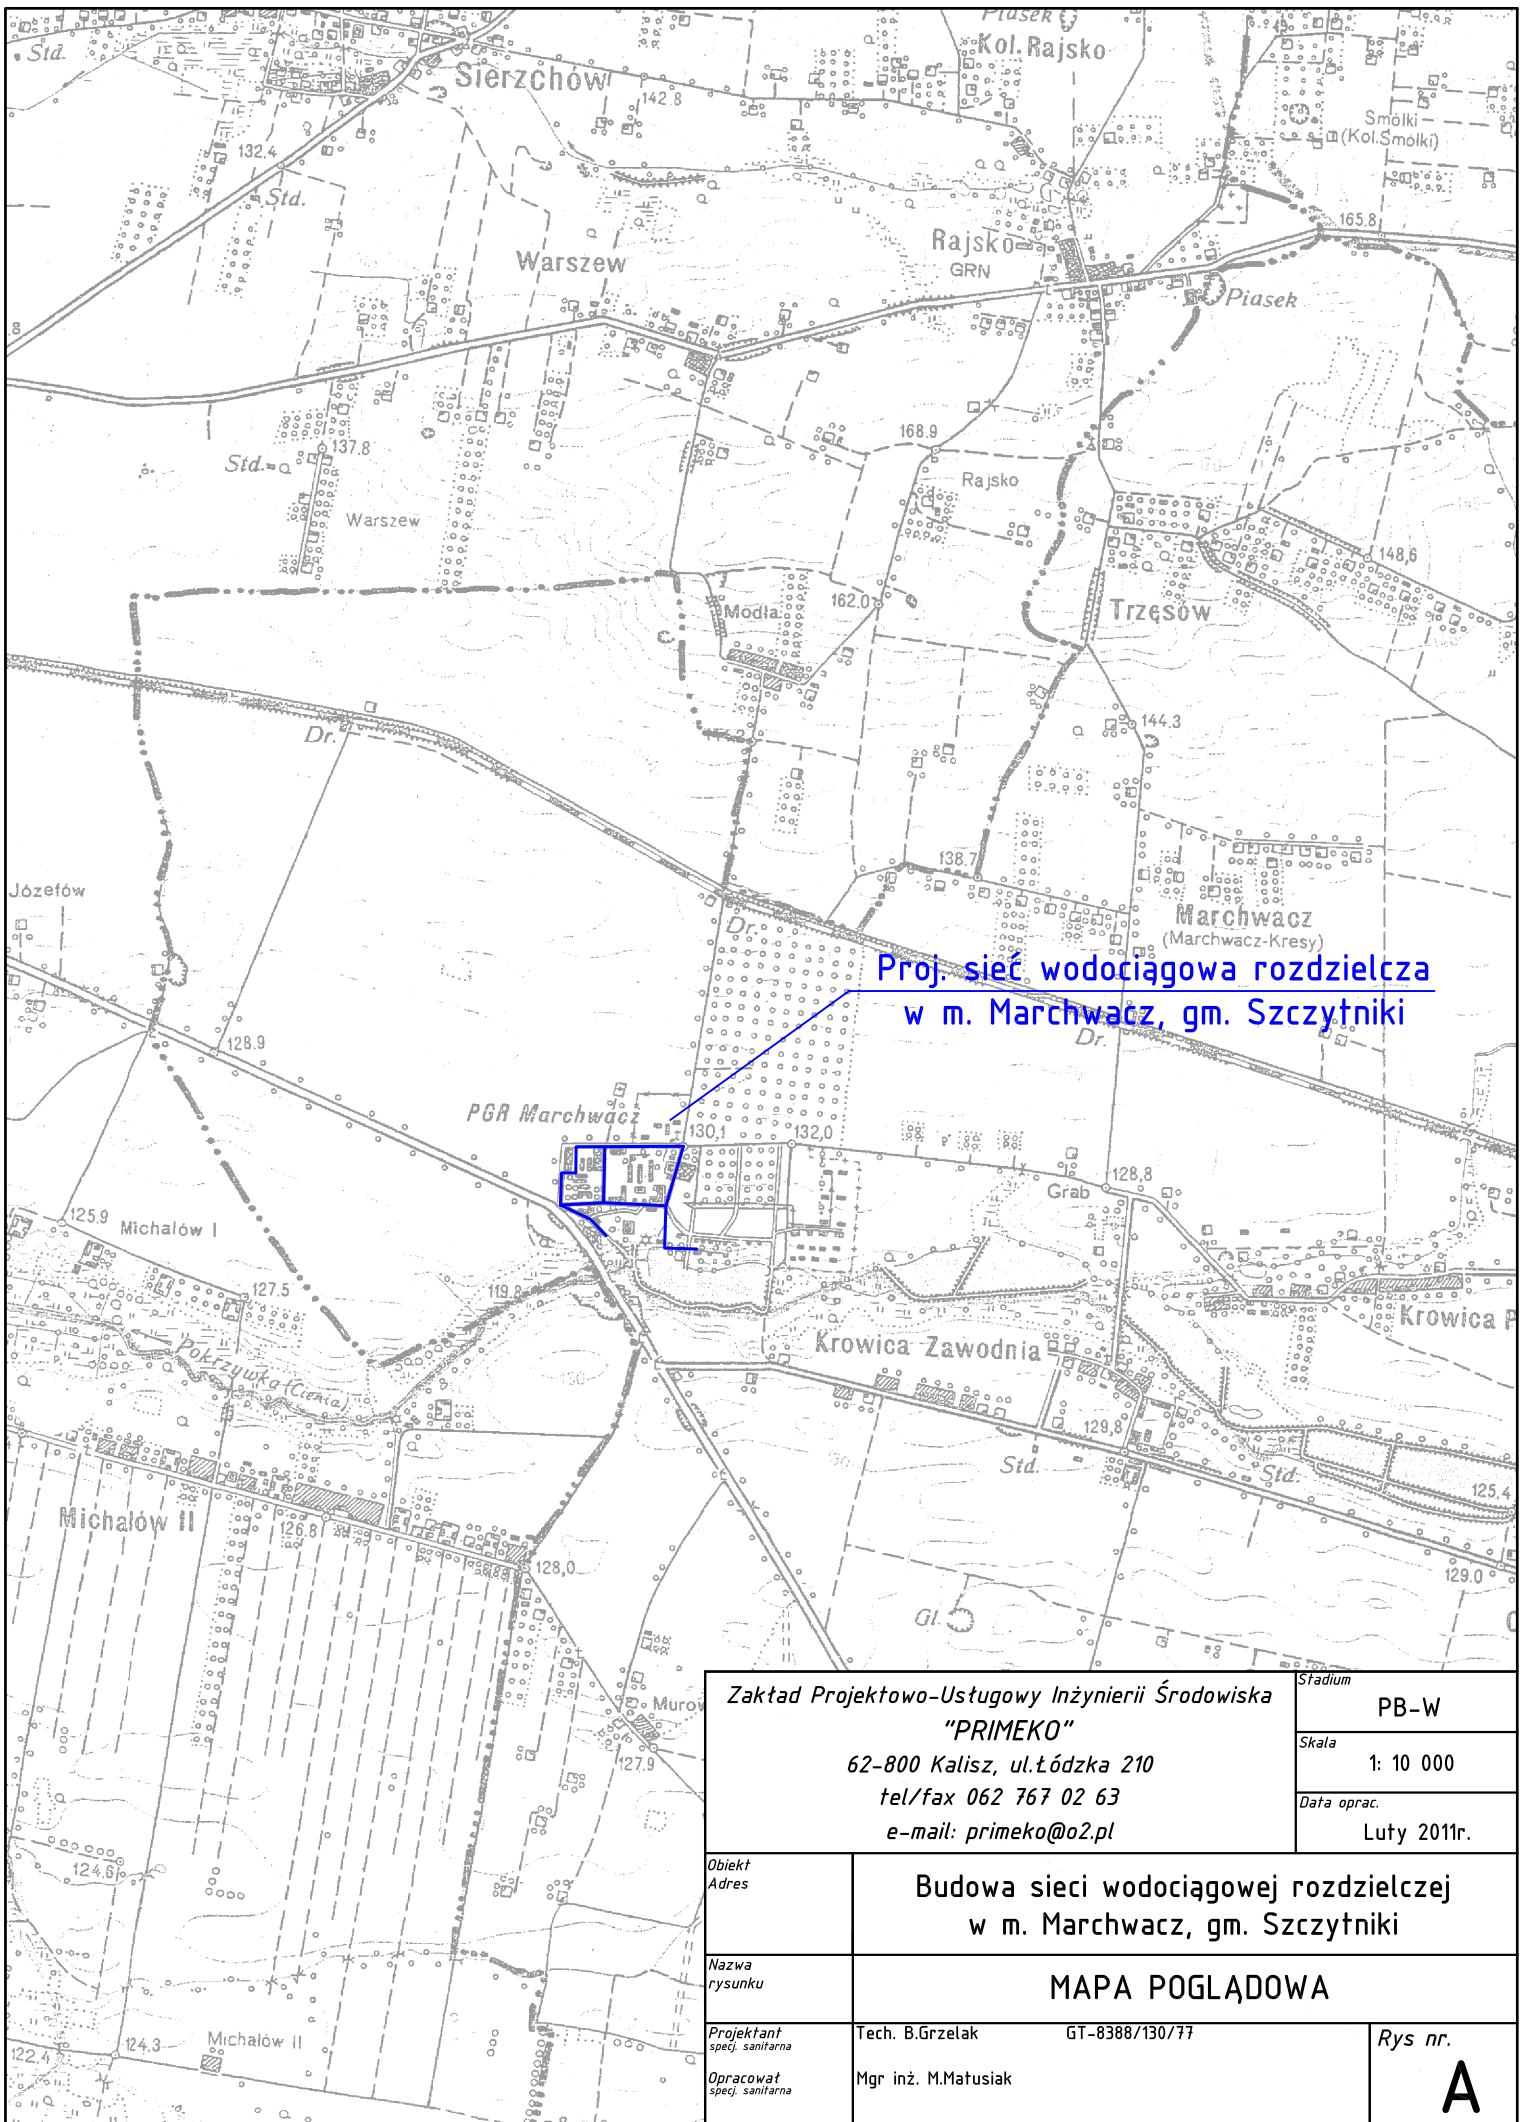 Piasek
Kol. Rajsko
Std.
Sierzchów
142.8
Smolki
(Kol.Smolki)
132.4
Std.
165.8
Rajsko
GRN
Warszew
Piasek
168.9
137.8
Std.
Rajsko
Warszew
148,6
162.0
Modła
Trzęsów
144.3
Dr.
138.7
Józefów
Marchwacz
(Marchwacz-Kresy)
Dr.
Proj. sieć wodociągowa rozdzielcza
w m. Marchwacz, gm. Szczytniki
Dr.
128.9
PGR Marchwacz
130,1
132,0
128,8
Grab
125.9
Michałów I
127.5
119.8
Krowica P
Krowica Zawodnia
Pokrzywka (Cienia)
150
129,8
Std.
Std.
125.4
Michałów II
126.8
128,0
129.0
Gl.
Murow
127.9
124.6
124.3
Michałów II
122.4
Zakład Projektowo-Usługowy Inżynierii Środowiska
"PRIMEKO"
62-800 Kalisz, ul.Łódzka 210
tel/fax 062 767 02 63
e-mail: primeko@o2.pl
Stadium
PB-W
Skala
1: 10 000
Data oprac.
Luty 2011r.
Obiekt
Adres
Budowa sieci wodociągowej rozdzielczej
w m. Marchwacz, gm. Szczytniki
Nazwa
rysunku
MAPA POGLĄDOWA
Projektant
specj. sanitarna
Tech. B.Grzelak GT-8388/130/77
Opracował
specj. sanitarna
Mgr inż. M.Matusiak
Rys nr.
A